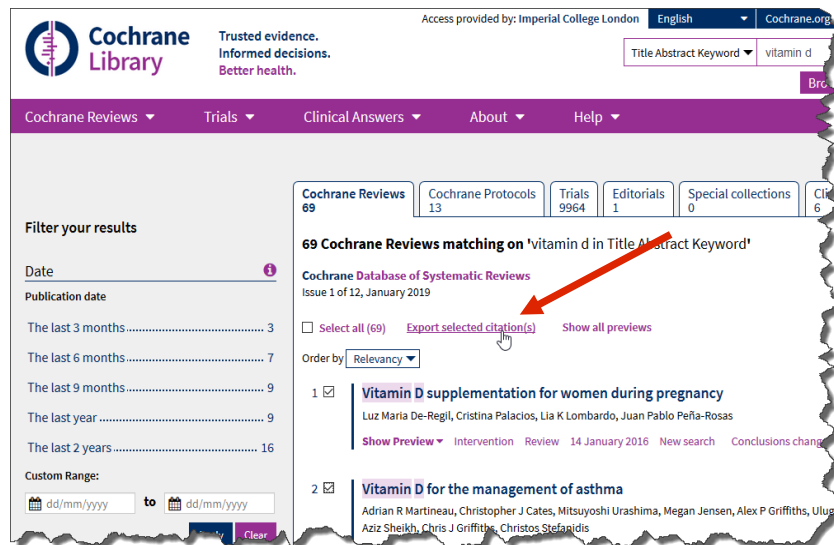 Access provided by: Imperial College London
English
Cochrane.org
Cochrane
Library
Trusted evidence.
Informed decisions.
Better health.
Title Abstract Keyword
vitamin d
Cochrane Reviews
Trials
Clinical Answers
About
Help
Filter your results
Date
Publication date
The last 3 months 3
The last 6 months 7
The last 9 months 9
The last year 9
The last 2 years 16
Custom Range:
dd/mm/yyyy to dd/mm/yyyy
Clear
Cochrane Reviews
69
Cochrane Protocols
13
Trials
9964
Editorials
1
Special collections
0
6
69 Cochrane Reviews matching on 'vitamin d in Title Abstract Keyword'
Cochrane Database of Systematic Reviews
Issue 1 of 12, January 2019
Select all (69) Export selected citation(s) Show all previews
Order by Relevancy
1 Vitamin D supplementation for women during pregnancy
Luz Maria De-Regil, Cristina Palacios, Lia K Lombardo, Juan Pablo Peña-Rosas
Show Preview Intervention Review 14 January 2016 New search Conclusions
2 Vitamin D for the management of asthma
Adrian R Martineau, Christopher J Cates, Mitsuyoshi Urashima, Megan Jensen, Alex P Griffiths,
Aziz Sheikh, Chris J Griffiths, Christos Stefanidis